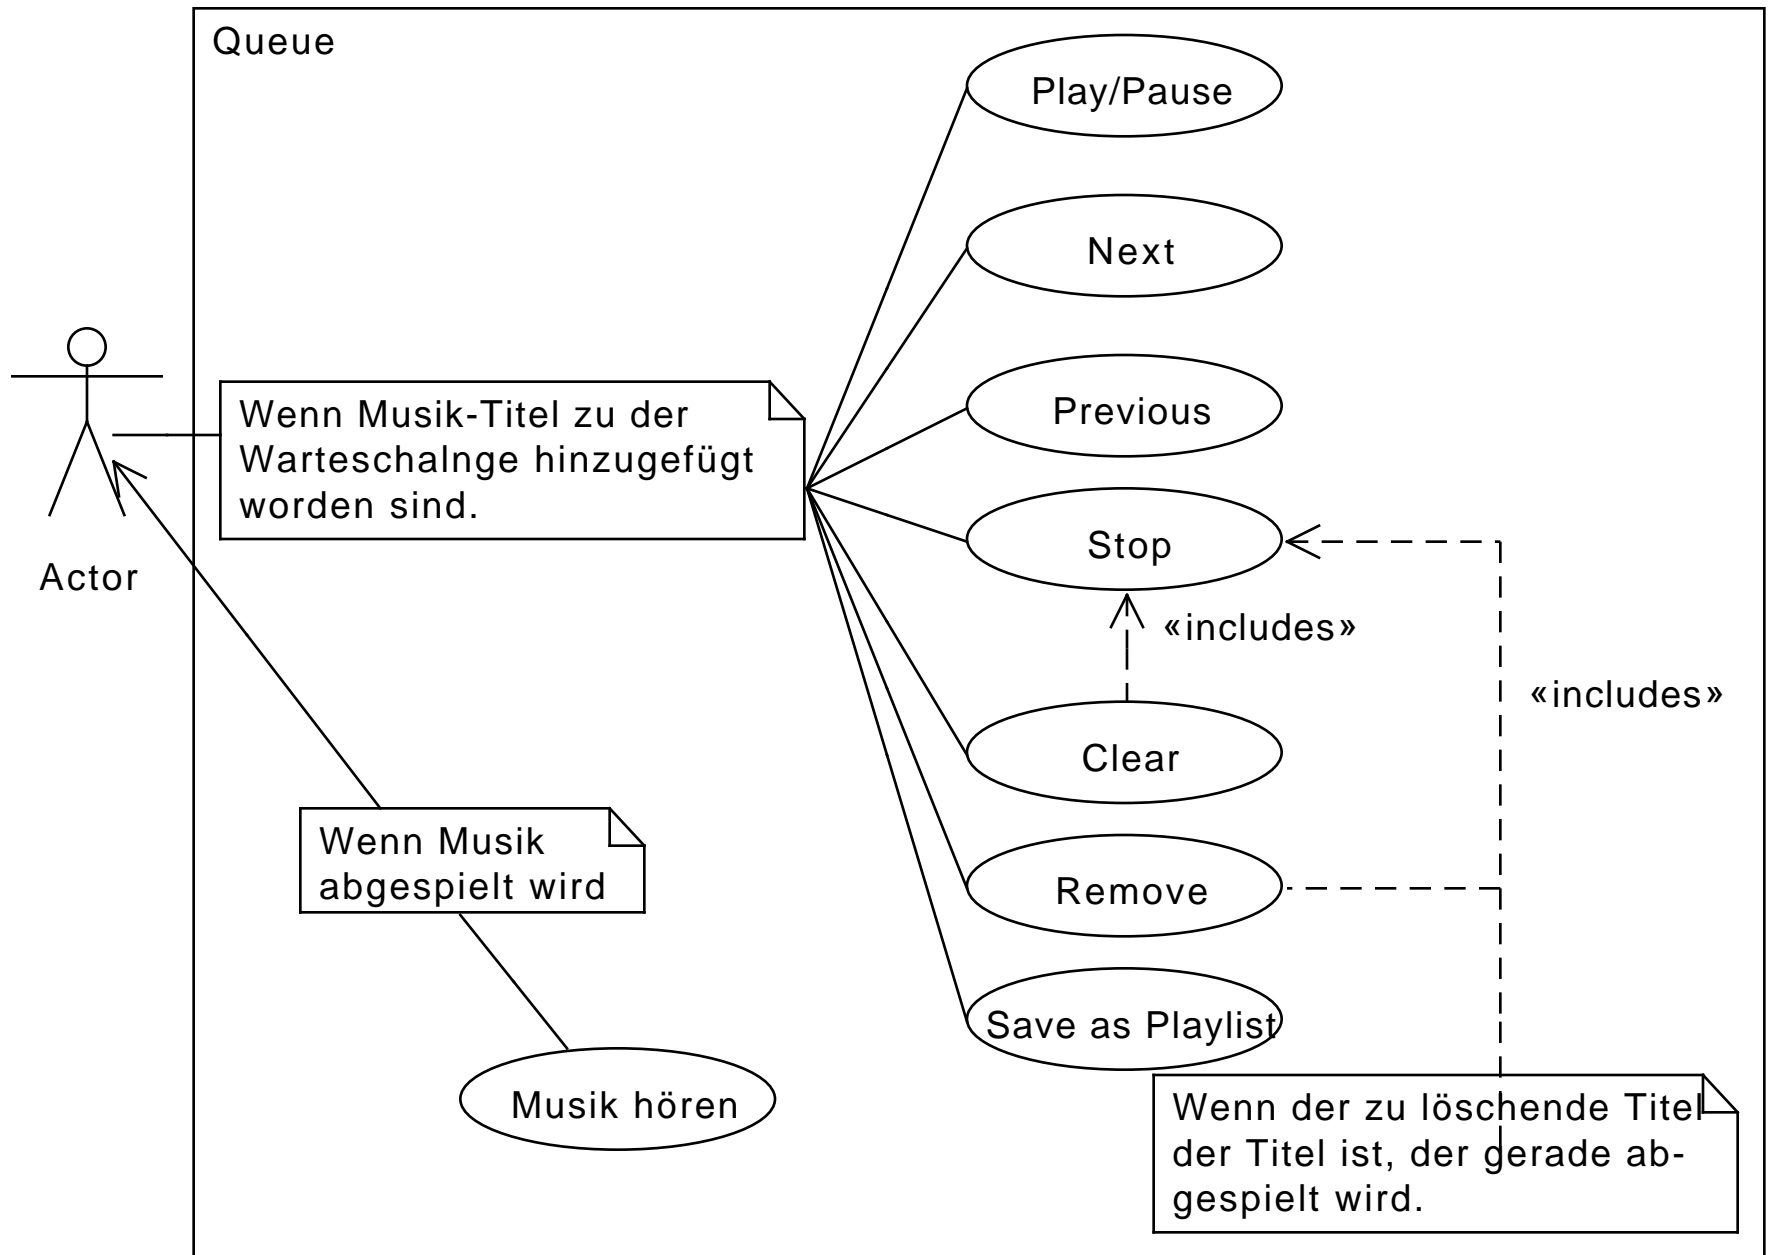 Queue
Play/Pause
Next
Wenn Musik-Titel zu der
Warteschalnge hinzugefügt
worden sind.
Previous
Stop
Actor
«includes»
«includes»
Clear
Wenn Musik
abgespielt wird
Remove
Save as Playlist
Musik hören
Wenn der zu löschende Titel
der Titel ist, der gerade ab-
gespielt wird.